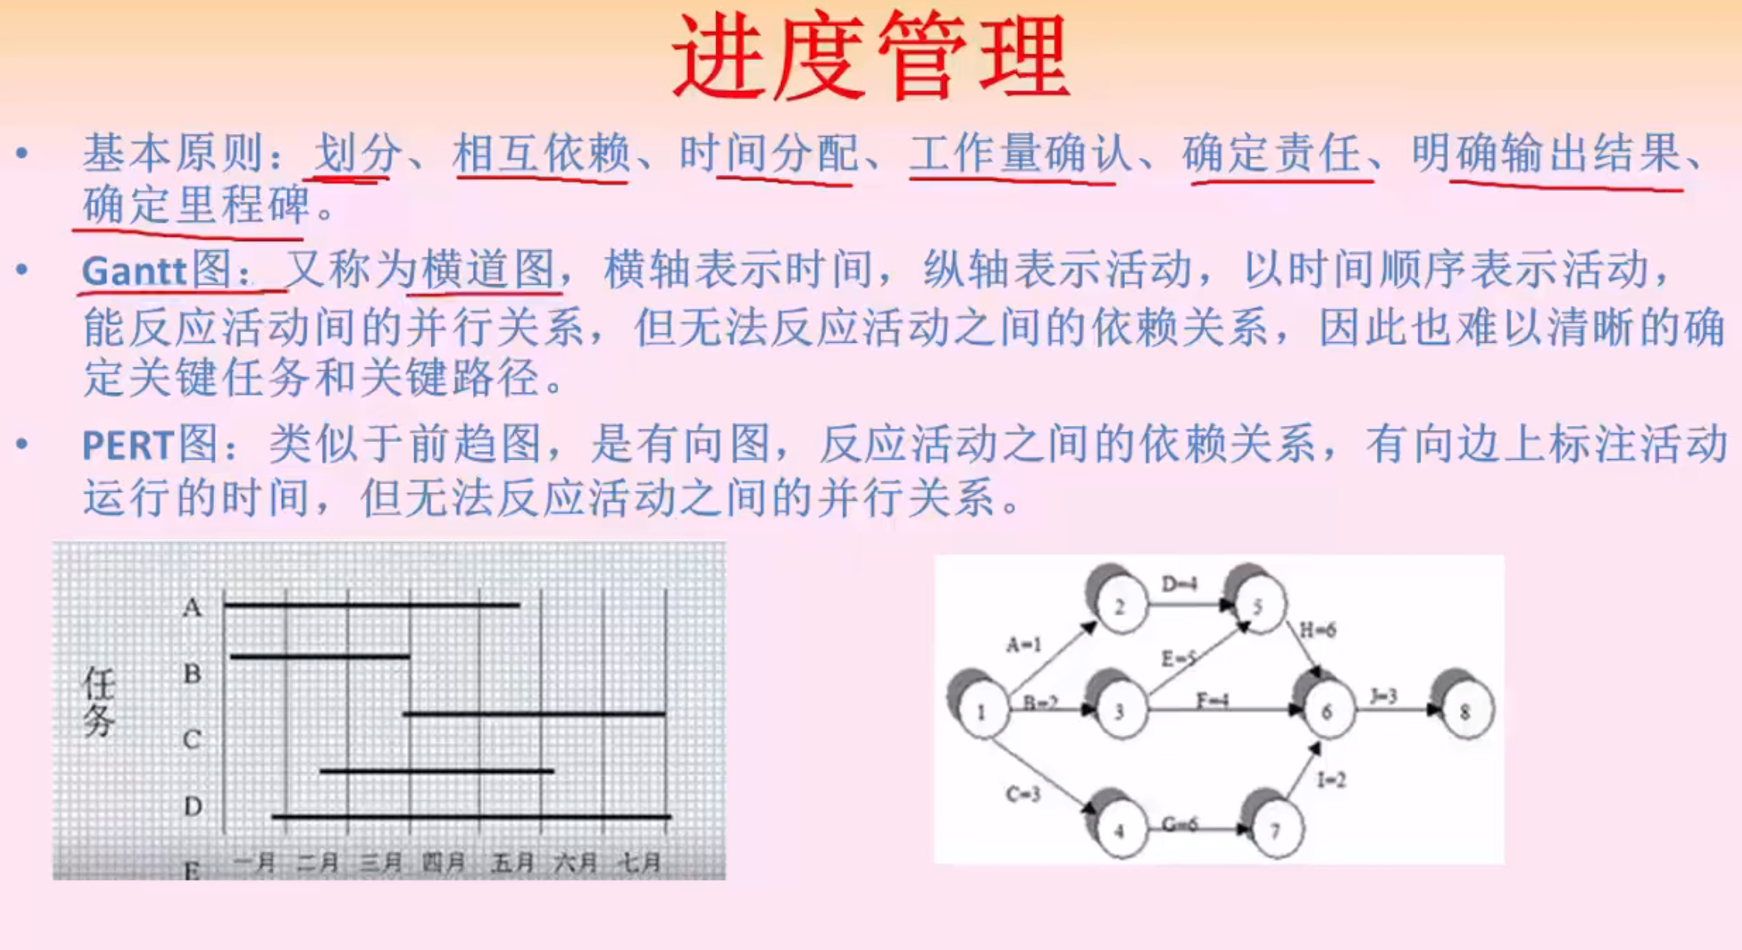 进度管理
• 基本原则：划分、相互依赖、时间分配、工作量确认、确定责任、明确输出结果、
确定里程碑。
• Gantt图：又称为横道图，横轴表示时间，纵轴表示活动，以时间顺序表示活动，
能反应活动间的并行关系，但无法反应活动之间的依赖关系，因此也难以清晰的确
定关键任务和关键路径。
• PERT图：类似于前趋图，是有向图，反应活动之间的依赖关系，有向边上标注活动
运行的时间，但无法反应活动之间的并行关系。
任务
A
B
C
D
E
一月 二月 三月 四月 五月 六月 七月
2 D=4 5
A=1 E=5 H=6
1 B=2 3 F=4 6 J=3 8
C=3 I=2
4 G=6 7